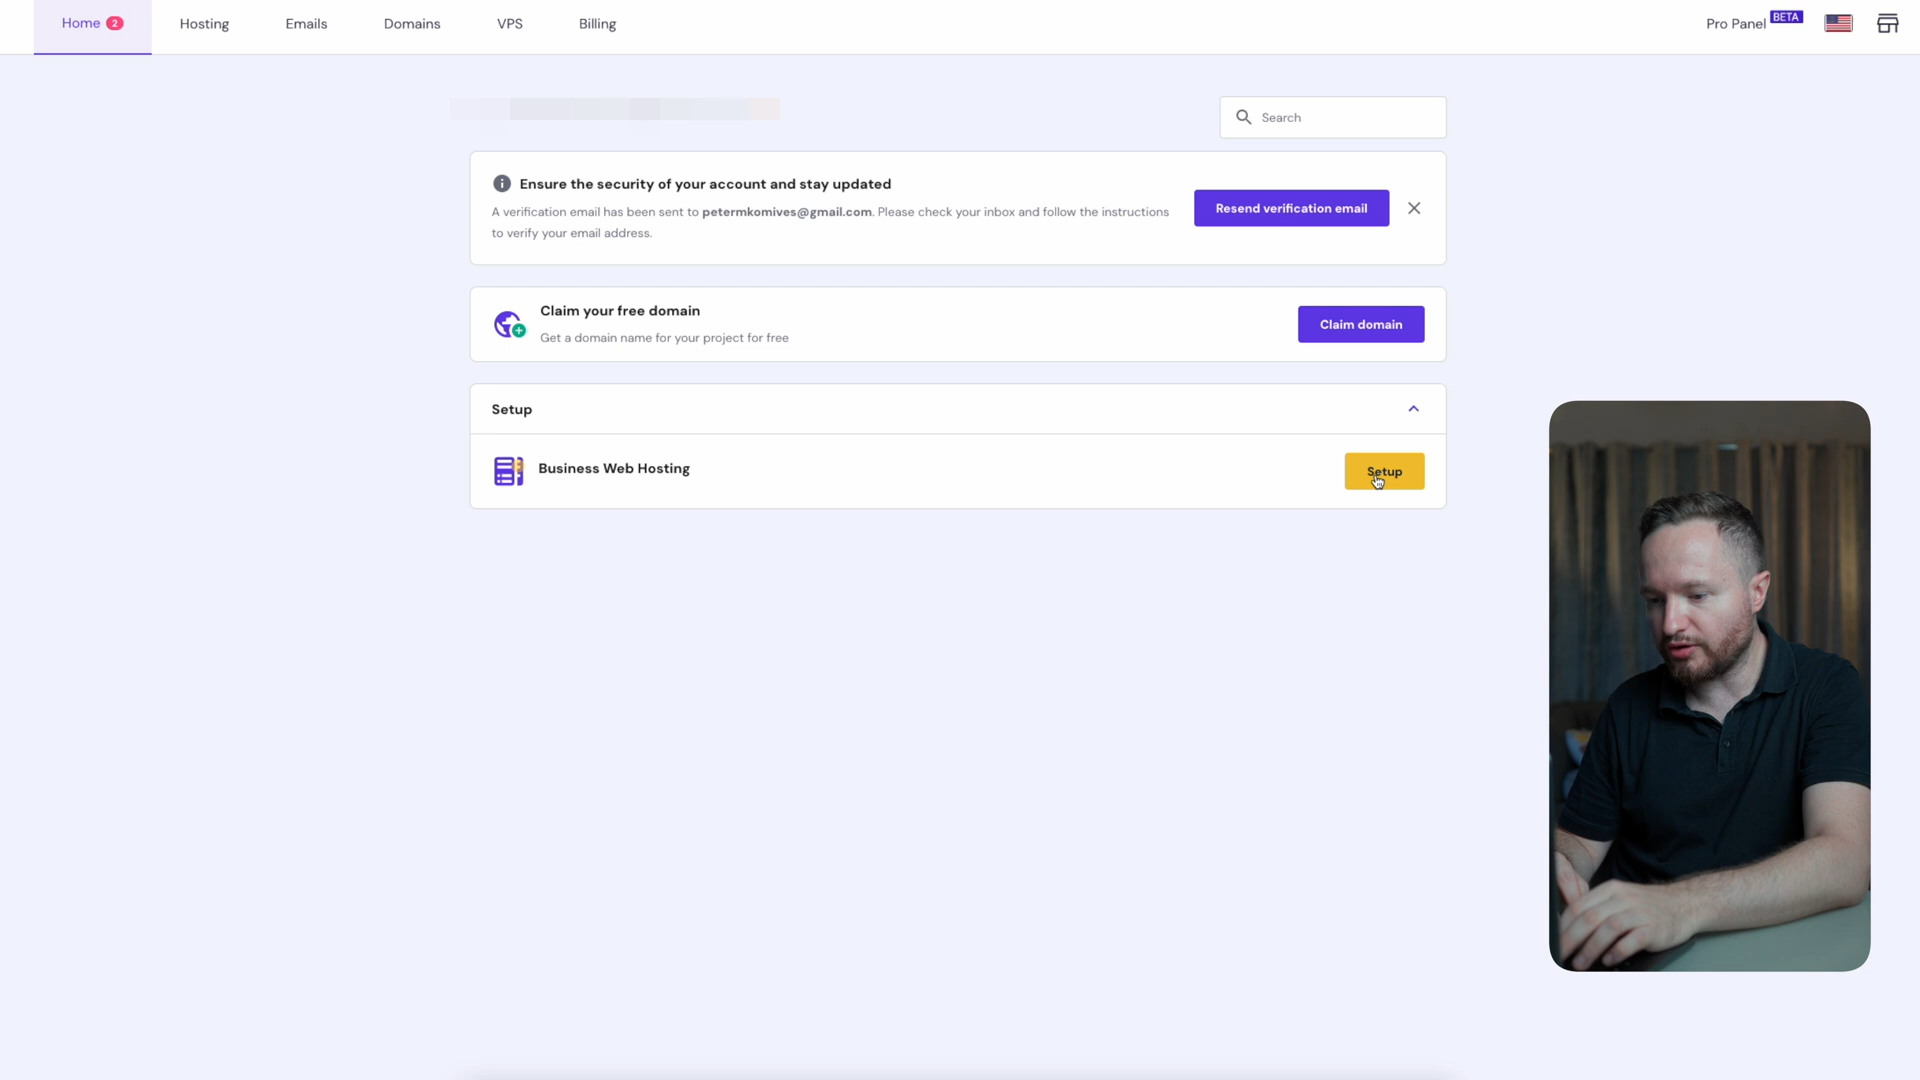 Home 2 Hosting Emails Domains VPS Billing Pro Panel BETA
Search
Ensure the security of your account and stay updated
A verification email has been sent to petermkomives@gmail.com. Please check your inbox and follow the instructions
to verify your email address.
Resend verification email
Claim your free domain
Get a domain name for your project for free
Claim domain
Setup
Business Web Hosting
Setup